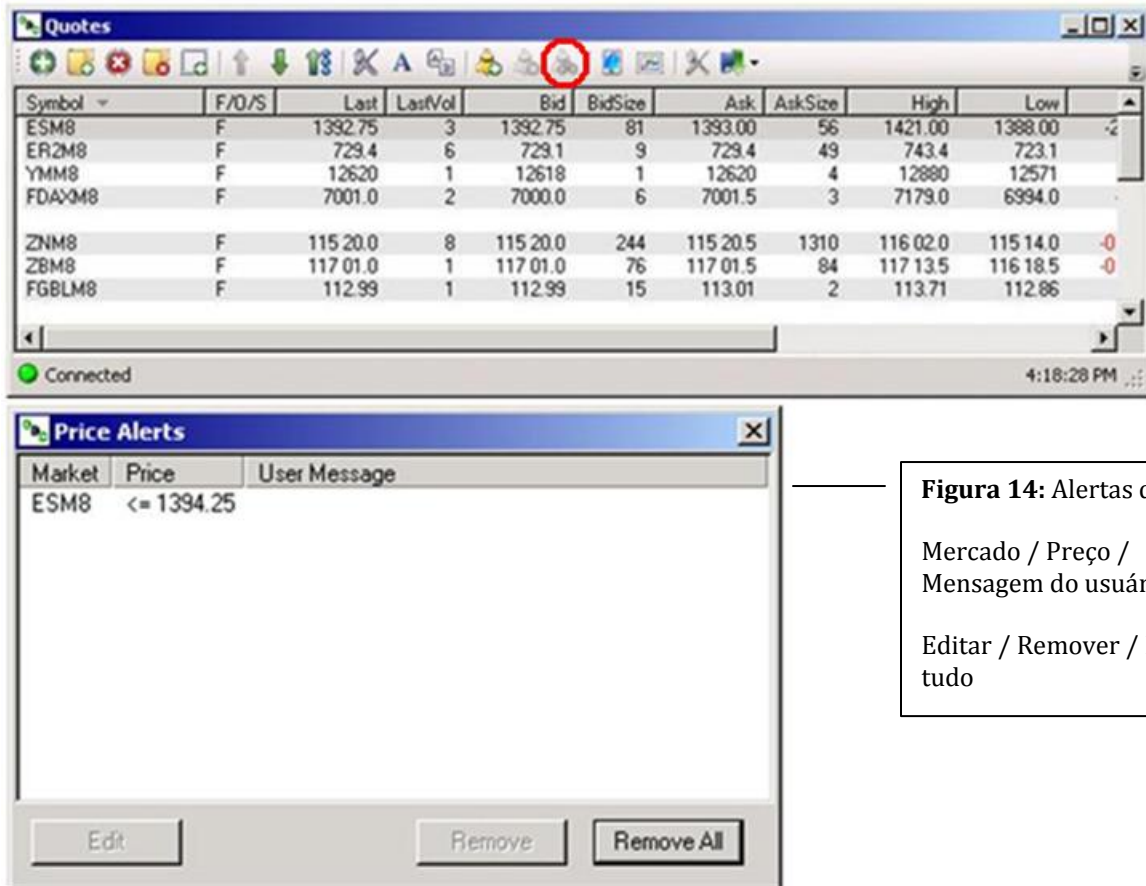 Quotes
Symbol F/O/S Last LastVol Bid BidSize Ask AskSize High Low
ESM8 F 1392.75 3 1392.75 81 1393.00 56 1421.00 1388.00 -2
ER2M8 F 729.4 6 729.1 9 729.4 49 743.4 723.1
YMM8 F 12620 1 12618 1 12620 4 12880 12571
FDAXM8 F 7001.0 2 7000.0 6 7001.5 3 7179.0 6994.0
ZNM8 F 115 20.0 8 115 20.0 244 115 20.5 1310 116 02.0 115 14.0 -0
ZBM8 F 117 01.0 1 117 01.0 76 117 01.5 84 117 13.5 116 18.5 -0
FGBLM8 F 112.99 1 112.99 15 113.01 2 113.71 112.86
Connected 4:18:28 PM
Price Alerts
Market Price User Message
ESM8 <= 1394.25
Edit Remove Remove All
Figura 14: Alertas
Mercado / Preço /
Mensagem do
Editar / Remover /
tudo